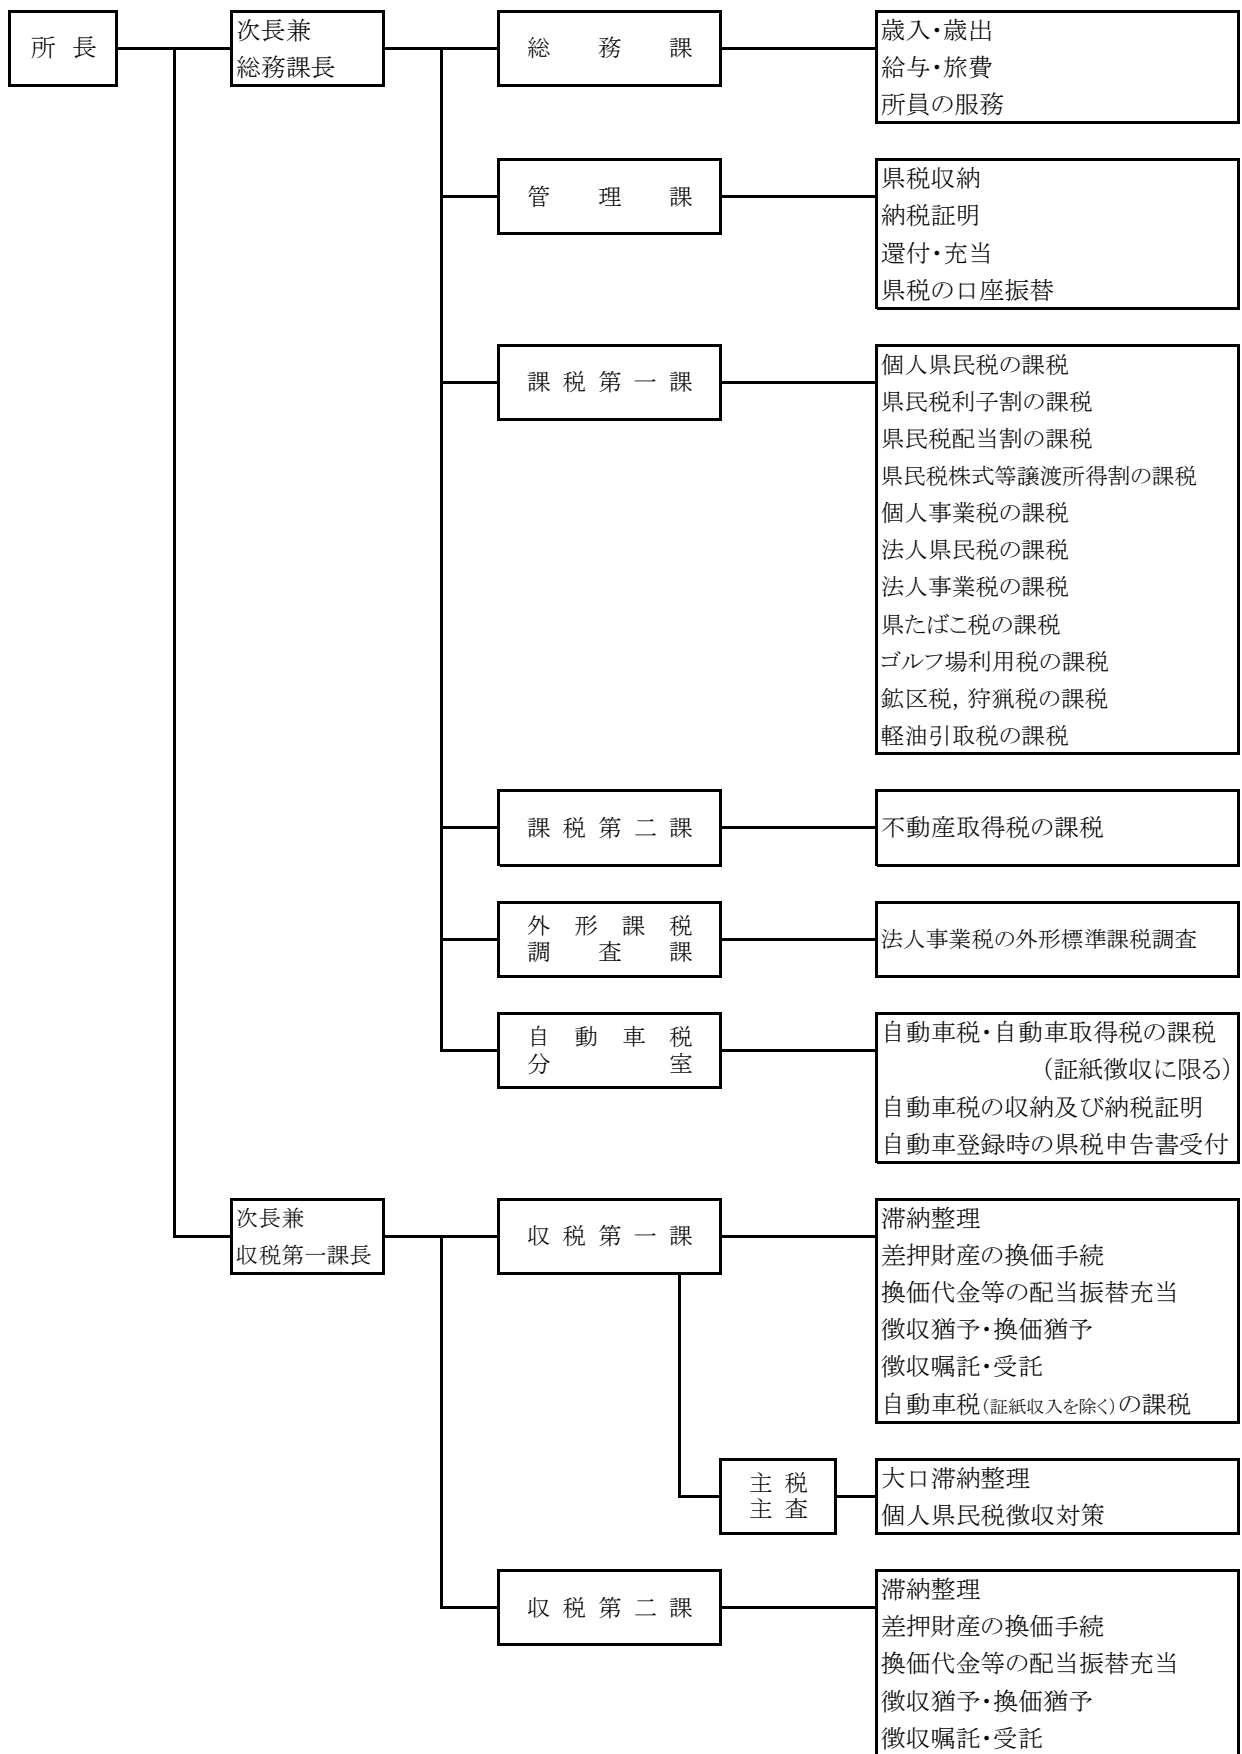 所 長
次長兼
総務課長
総 務 課
歳入・歳出
給与・旅費
所員の服務
管 理 課
県税収納
納税証明
還付・充当
県税の口座振替
課 税 第 一 課
個人県民税の課税
県民税利子割の課税
県民税配当割の課税
県民税株式等譲渡所得割の課税
個人事業税の課税
法人県民税の課税
法人事業税の課税
県たばこ税の課税
ゴルフ場利用税の課税
鉱区税, 狩猟税の課税
軽油引取税の課税
課 税 第 二 課
不動産取得税の課税
外 形 課 税
調 査 課
法人事業税の外形標準課税調査
自 動 車 税
分 室
自動車税・自動車取得税の課税
(証紙徴収に限る)
自動車税の収納及び納税証明
自動車登録時の県税申告書受付
次長兼
収税第一課長
収 税 第 一 課
滞納整理
差押財産の換価手続
換価代金等の配当振替充当
徴収猶予・換価猶予
徴収嘱託・受託
自動車税(証紙収入を除く)の課税
主 税
主 査
大口滞納整理
個人県民税徴収対策
収 税 第 二 課
滞納整理
差押財産の換価手続
換価代金等の配当振替充当
徴収猶予・換価猶予
徴収嘱託・受託